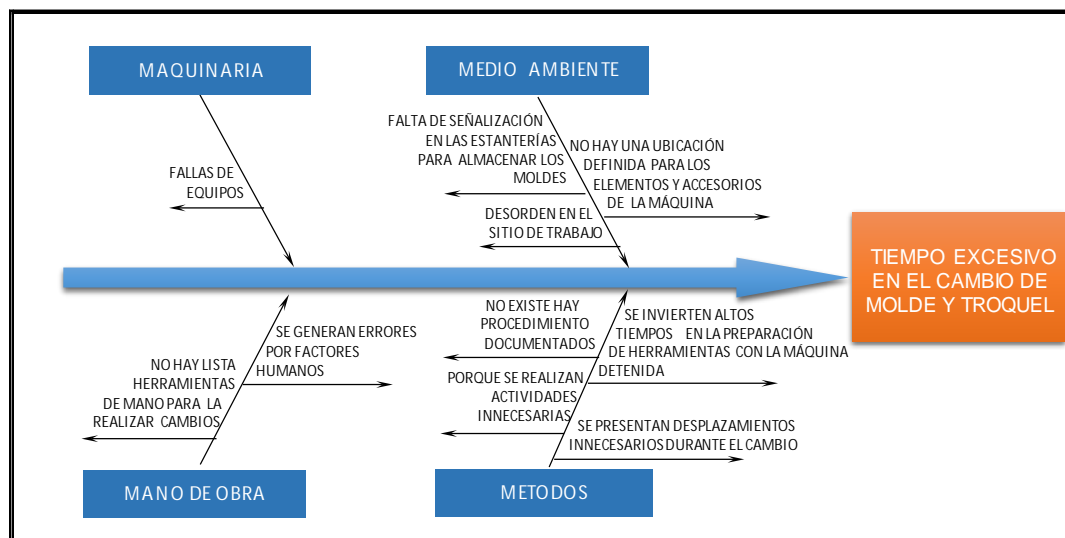 MAQUINARIA
FALLAS DE
EQUIPOS
MEDIO AMBIENTE
FALTA DE SEÑALIZACIÓN
EN LAS ESTANTERÍAS
PARA ALMACENAR LOS
MOLDES
NO HAY UNA UBICACIÓN
DEFINIDA PARA LOS
ELEMENTOS Y ACCESORIOS
DE LA MÁQUINA
DESORDEN EN EL
SITIO DE TRABAJO
TIEMPO EXCESIVO
EN EL CAMBIO DE
MOLDE Y TROQUEL
SE GENERAN ERRORES
POR FACTORES
HUMANOS
NO HAY LISTA
HERRAMIENTAS
DE MANO PARA LA
REALIZAR CAMBIOS
MANO DE OBRA
NO EXISTE HAY
PROCEDIMIENTO
DOCUMENTADOS
SE INVIERTEN ALTOS
TIEMPOS EN LA PREPARACIÓN
DE HERRAMIENTAS CON LA MÁQUINA
DETENIDA
PORQUE SE REALIZAN
ACTIVIDADES
INNECESARIAS
SE PRESENTAN DESPLAZAMIENTOS
INNECESARIOS DURANTE EL CAMBIO
METODOS